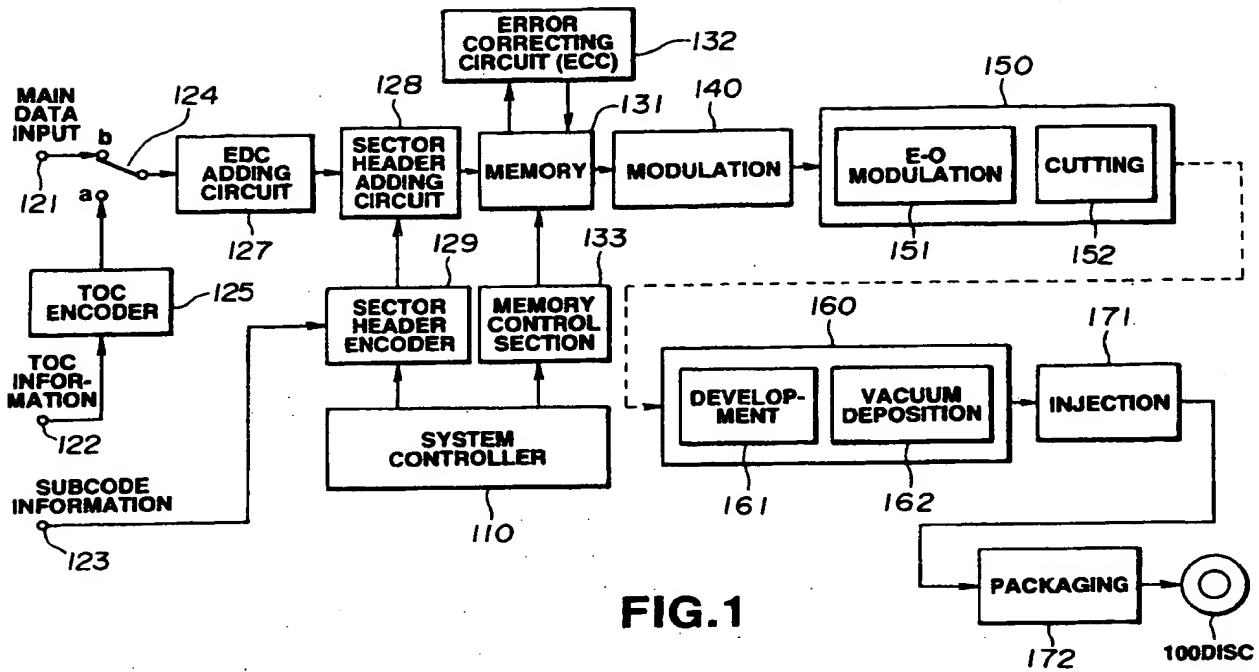 ERROR
CORRECTING
CIRCUIT (ECC)
132
MAIN
DATA
INPUT
124
b
a
121
EDC
ADDING
CIRCUIT
127
128
SECTOR
HEADER
ADDING
CIRCUIT
131
MEMORY
140
MODULATION
150
E-O
MODULATION
151
CUTTING
152
TOC
ENCODER
125
129
SECTOR
HEADER
ENCODER
133
MEMORY
CONTROL
SECTION
TOC
INFOR-
MATION
122
SYSTEM
CONTROLLER
110
SUBCODE
INFORMATION
123
160
DEVELOP-
MENT
161
VACUUM
DEPOSITION
162
171
INJECTION
PACKAGING
172
100DISC
FIG.1